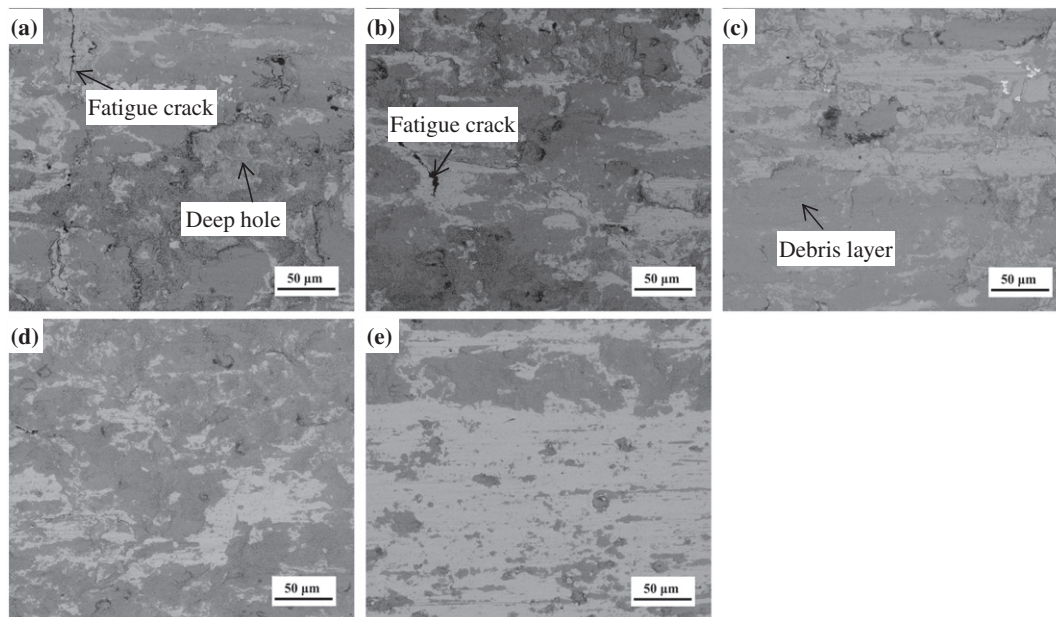 (a)
Fatigue crack
Deep hole
50 μm
(b)
Fatigue crack
50 μm
(c)
Debris layer
50 μm
(d)
50 μm
(e)
50 μm